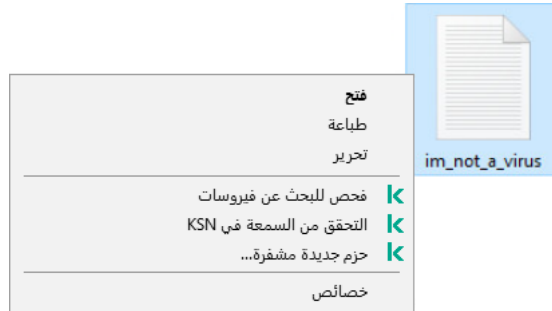 فتح
طباعة
تحرير
im_not_a_virus
فحص للبحث عن فيروسات
التحقق من السمعة في KSN
حزم جديدة مشفرة...
خصائص